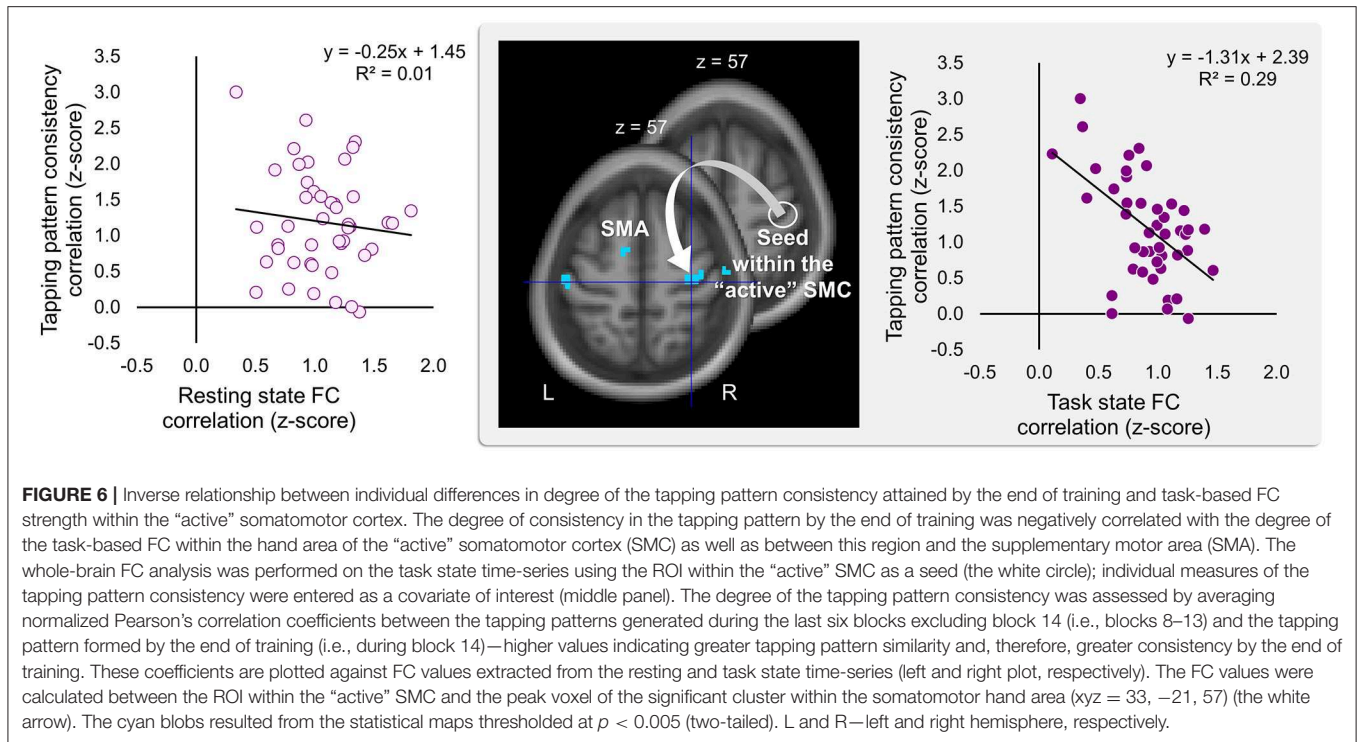 y = -0.25x + 1.45
R² = 0.01
Tapping pattern consistency
correlation (z-score)
3.5
3.0
2.5
2.0
1.5
1.0
0.5
0.0
-0.5
-0.5
0.0
0.5
1.0
1.5
2.0
Resting state FC
correlation (z-score)
z = 57
z = 57
SMA
Seed
within the
“active” SMC
L
R
y = -1.31x + 2.39
R² = 0.29
Tapping pattern consistency
correlation (z-score)
3.5
3.0
2.5
2.0
1.5
1.0
0.5
0.0
-0.5
-0.5
0.0
0.5
1.0
1.5
2.0
Task state FC
correlation (z-score)
FIGURE 6 | Inverse relationship between individual differences in degree of the tapping pattern consistency attained by the end of training and task-based FC
strength within the “active” somatomotor cortex. The degree of consistency in the tapping pattern by the end of training was negatively correlated with the degree of
the task-based FC within the hand area of the “active” somatomotor cortex (SMC) as well as between this region and the supplementary motor area (SMA). The
whole-brain FC analysis was performed on the task state time-series using the ROI within the “active” SMC as a seed (the white circle); individual measures of the
tapping pattern consistency were entered as a covariate of interest (middle panel). The degree of the tapping pattern consistency was assessed by averaging
normalized Pearson’s correlation coefficients between the tapping patterns generated during the last six blocks excluding block 14 (i.e., blocks 8–13) and the tapping
pattern formed by the end of training (i.e., during block 14)—higher values indicating greater tapping pattern similarity and, therefore, greater consistency by the end of
training. These coefficients are plotted against FC values extracted from the resting and task state time-series (left and right plot, respectively). The FC values were
calculated between the ROI within the “active” SMC and the peak voxel of the significant cluster within the somatomotor hand area (xyz = 33, −21, 57) (the white
arrow). The cyan blobs resulted from the statistical maps thresholded at p < 0.005 (two-tailed). L and R—left and right hemisphere, respectively.